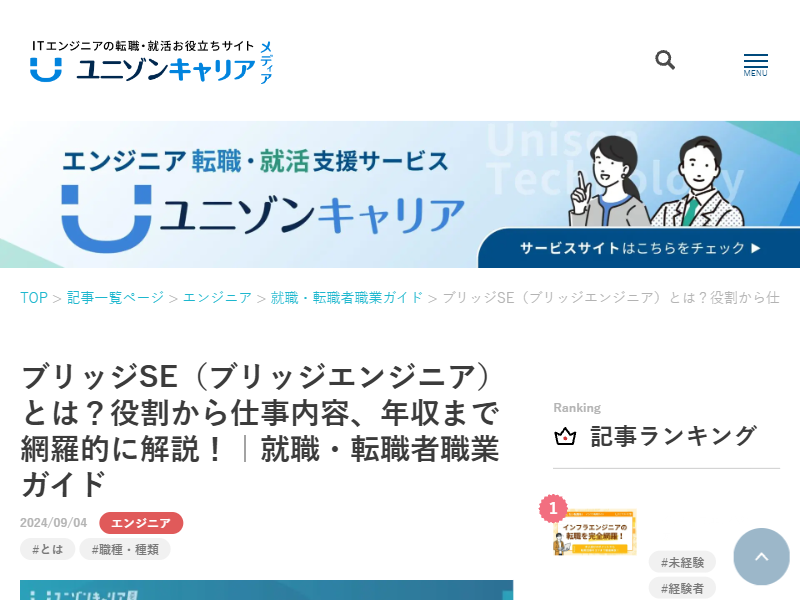 ITエンジニアの転職・就活お役立ちサイト
ユニゾンキャリア
メディア
MENU
Unison
Technology
エンジニア転職・就活支援サービス
ユニゾンキャリア
サービスサイトはこちらをチェック ▶
TOP > 記事一覧ページ > エンジニア > 就職・転職者職業ガイド > ブリッジSE（ブリッジエンジニア）とは？役割から仕
ブリッジSE（ブリッジエンジニア）
とは？役割から仕事内容、年収まで
網羅的に解説！｜就職・転職者職業
ガイド
2024/09/04 エンジニア
#とは #職種・種類
Ranking
記事ランキング
1
インフラエンジニアの
転職を完全網羅！
#未経験
#経験者